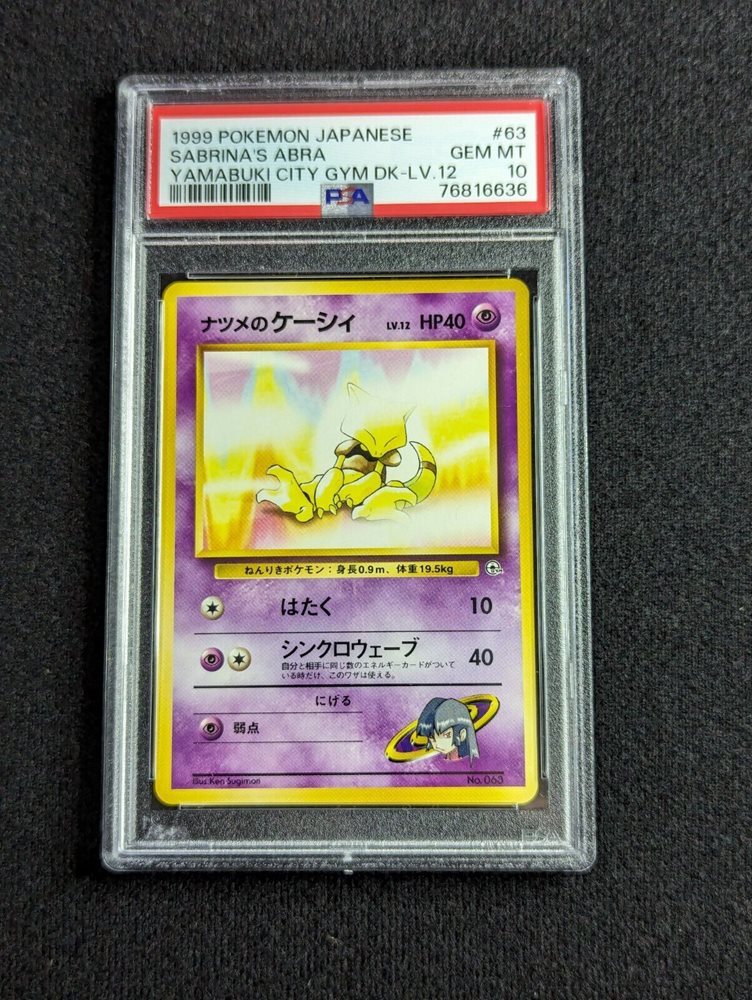 1999 POKEMON JAPANESE #63
SABRINA'S ABRA GEM MT
YAMABUKI CITY GYM DK-LV.12 10
PSA 76816636
ナツメのケーシィ LV.12 HP40
ねんりきポケモン：身長0.9m、体重19.5kg
はたく 10
シンクロウェーブ 40
自分と相手に同じ数のエネルギーカードがついて
いる時だけ、このワザは使える。
にげる
弱点
Illus. Ken Sugimori No. 063